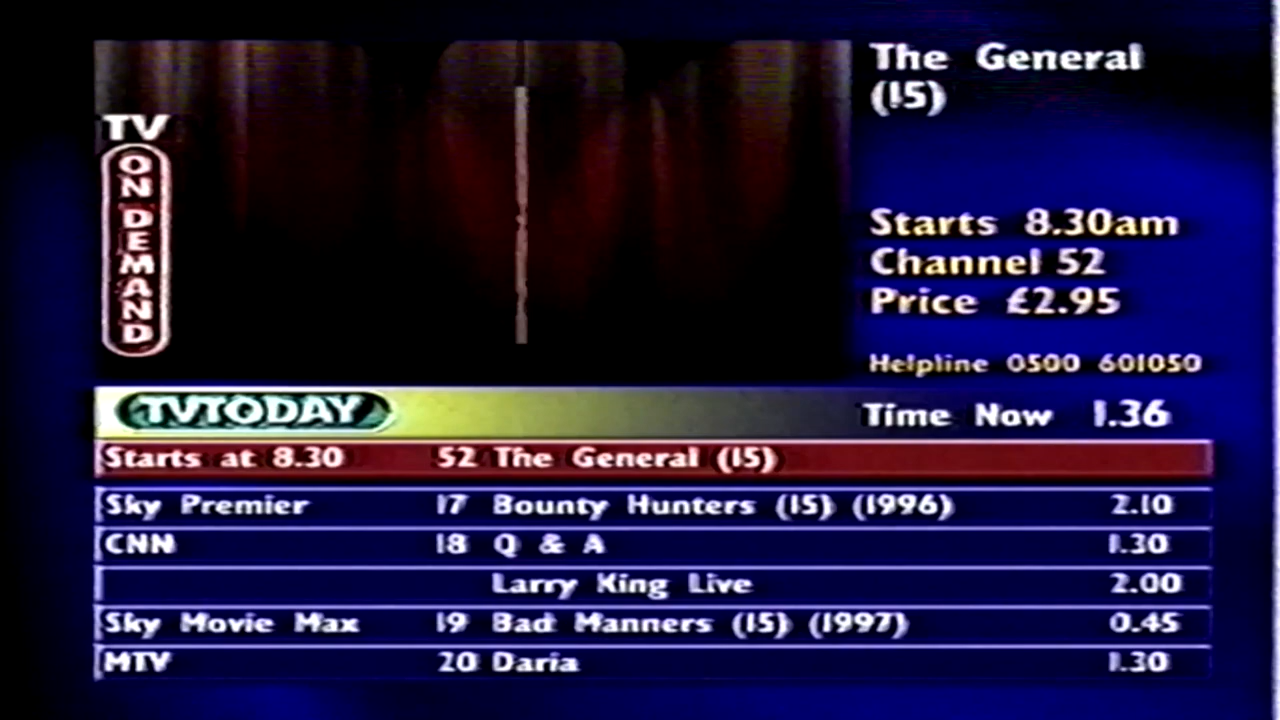 The General
(15)
TV
ON DEMAND
Starts 8.30am
Channel 52
Price £2.95
Helpline 0500 601050
TVTODAY
Time Now 1.36
Starts at 8.30 52 The General (15)
Sky Premier 17 Bounty Hunters (15) (1996) 2.10
CNN 18 Q & A 1.30
Larry King Live 2.00
Sky Movie Max 19 Bad Manners (15) (1997) 0.45
MTV 20 Daria 1.30